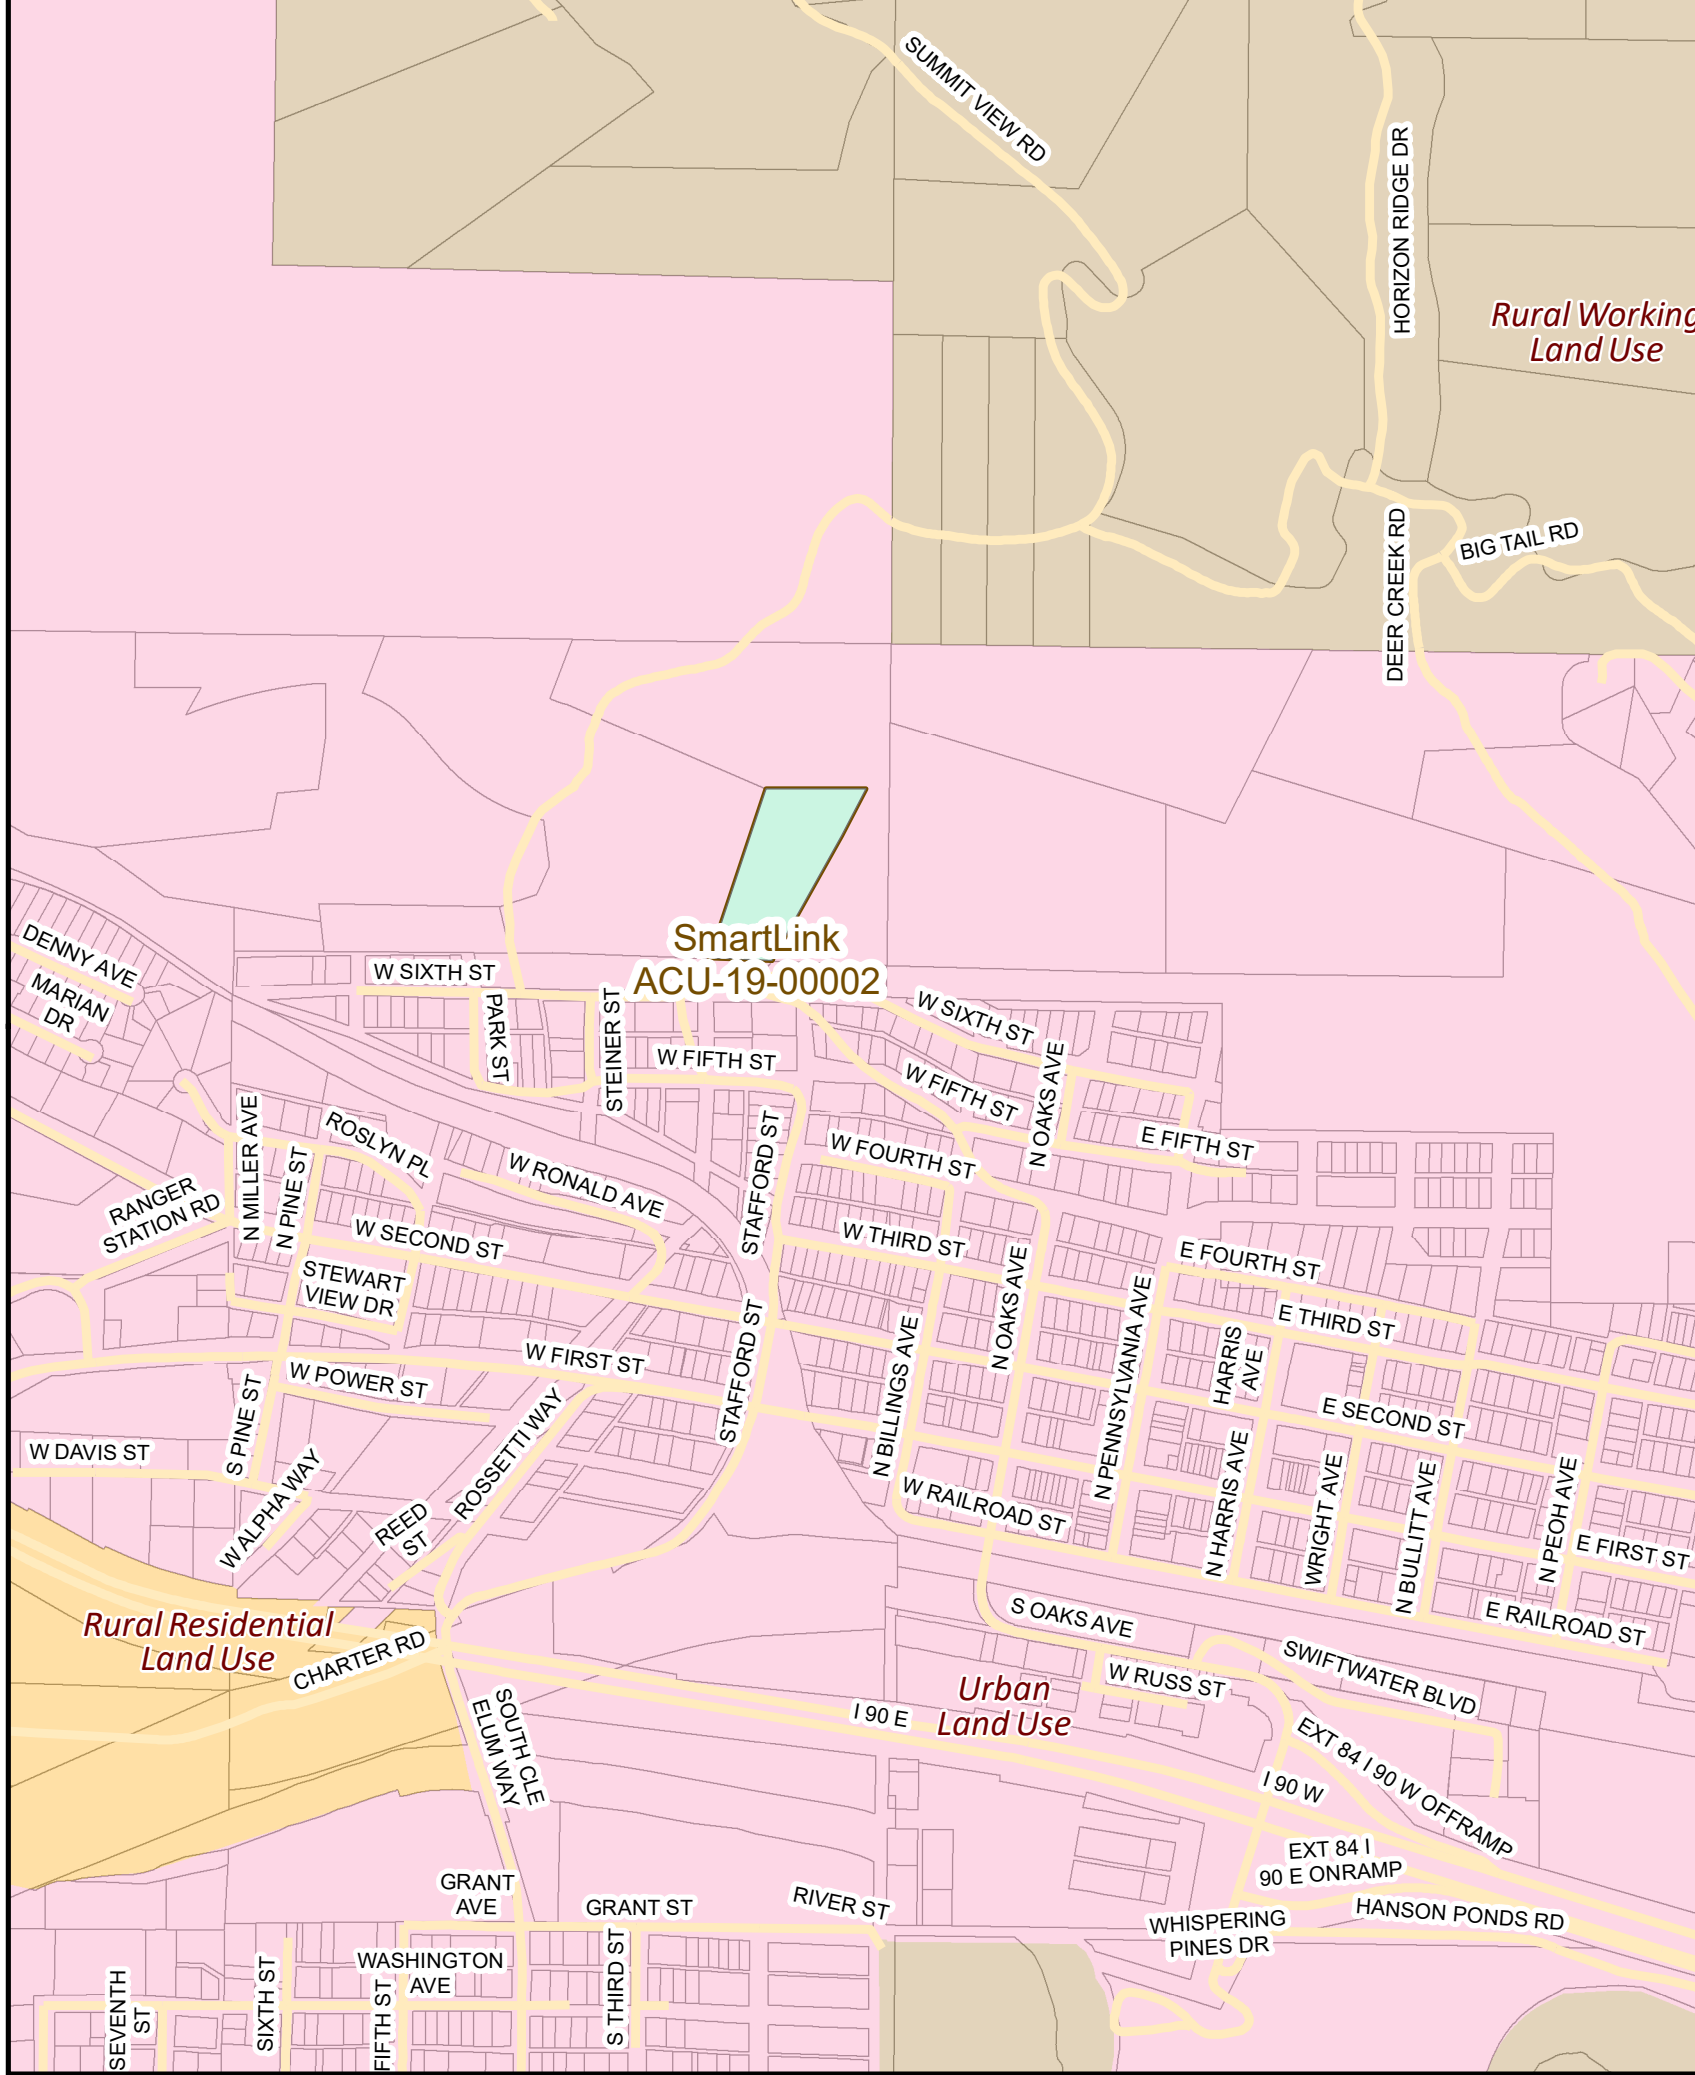 SUMMIT VIEW RD
HORIZON RIDGE DR
Rural Working
Land Use
DEER CREEK RD
BIG TAIL RD
SmartLink
ACU-19-00002
DENNY AVE
MARIAN
DR
W SIXTH ST
PARK ST
STEINER ST
W SIXTH ST
W FIFTH ST
W FIFTH ST
N OAKS AVE
E FIFTH ST
N MILLER AVE
ROSLYN PL
N PINE ST
W RONALD AVE
STAFFORD ST
W FOURTH ST
RANGER
STATION RD
W SECOND ST
W THIRD ST
STEWART
VIEW DR
E FOURTH ST
N OAKS AVE
N PENNSYLVANIA AVE
E THIRD ST
HARRIS
AVE
W FIRST ST
STAFFORD ST
N BILLINGS AVE
W POWER ST
S PINE ST
ROSSETTI WAY
E SECOND ST
W DAVIS ST
W ALPHA WAY
REED
ST
W RAILROAD ST
N HARRIS AVE
WRIGHT AVE
N BULLITT AVE
N PEOH AVE
E FIRST ST
Rural Residential
Land Use
CHARTER RD
S OAKS AVE
E RAILROAD ST
SWIFTWATER BLVD
W RUSS ST
Urban
Land Use
I 90 E
SOUTH CLE
ELUM WAY
EXT 84 I 90 W OFFRAMP
I 90 W
EXT 84 I
90 E ONRAMP
GRANT
AVE
GRANT ST
RIVER ST
HANSON PONDS RD
WHISPERING
PINES DR
WASHINGTON
AVE
SEVENTH
ST
SIXTH ST
FIFTH ST
S THIRD ST